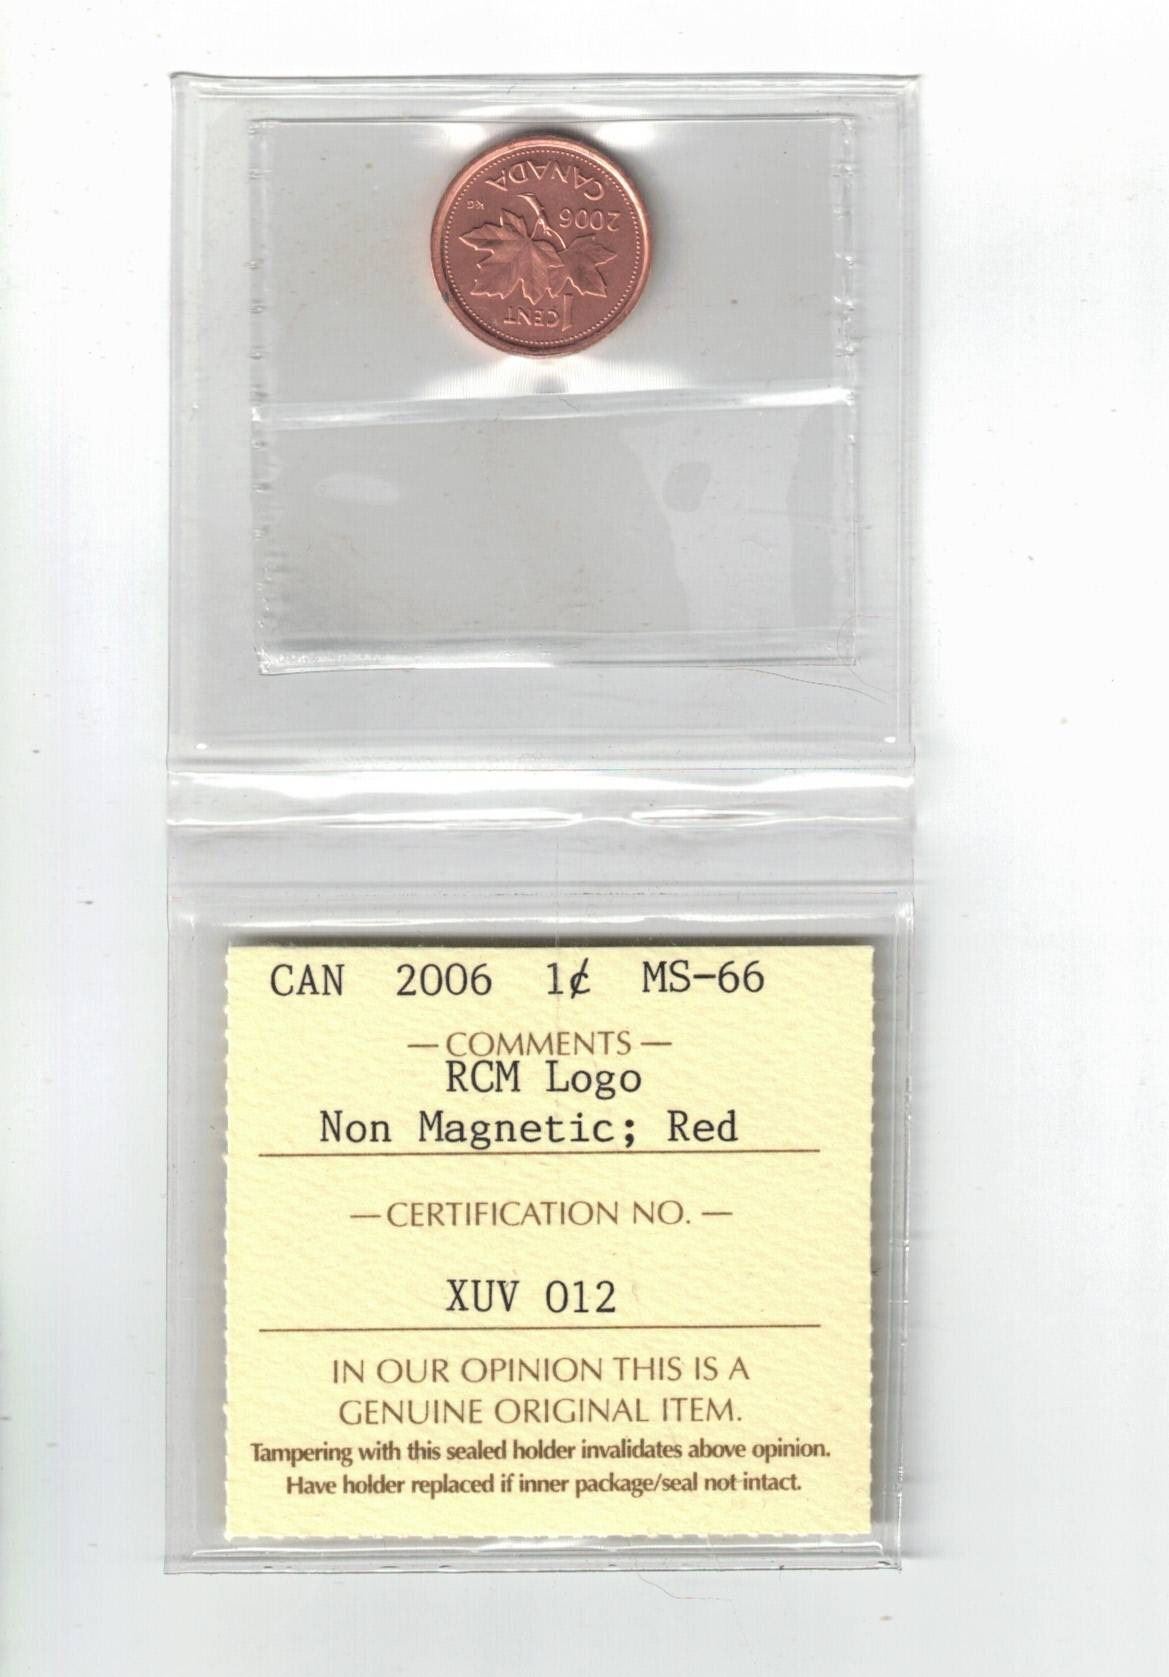 CANADA
KG
2006
1 CENT
CAN 2006 1¢ MS-66
— COMMENTS —
RCM Logo
Non Magnetic; Red
— CERTIFICATION NO. —
XUV 012
IN OUR OPINION THIS IS A
GENUINE ORIGINAL ITEM.
Tampering with this sealed holder invalidates above opinion.
Have holder replaced if inner package/seal not intact.